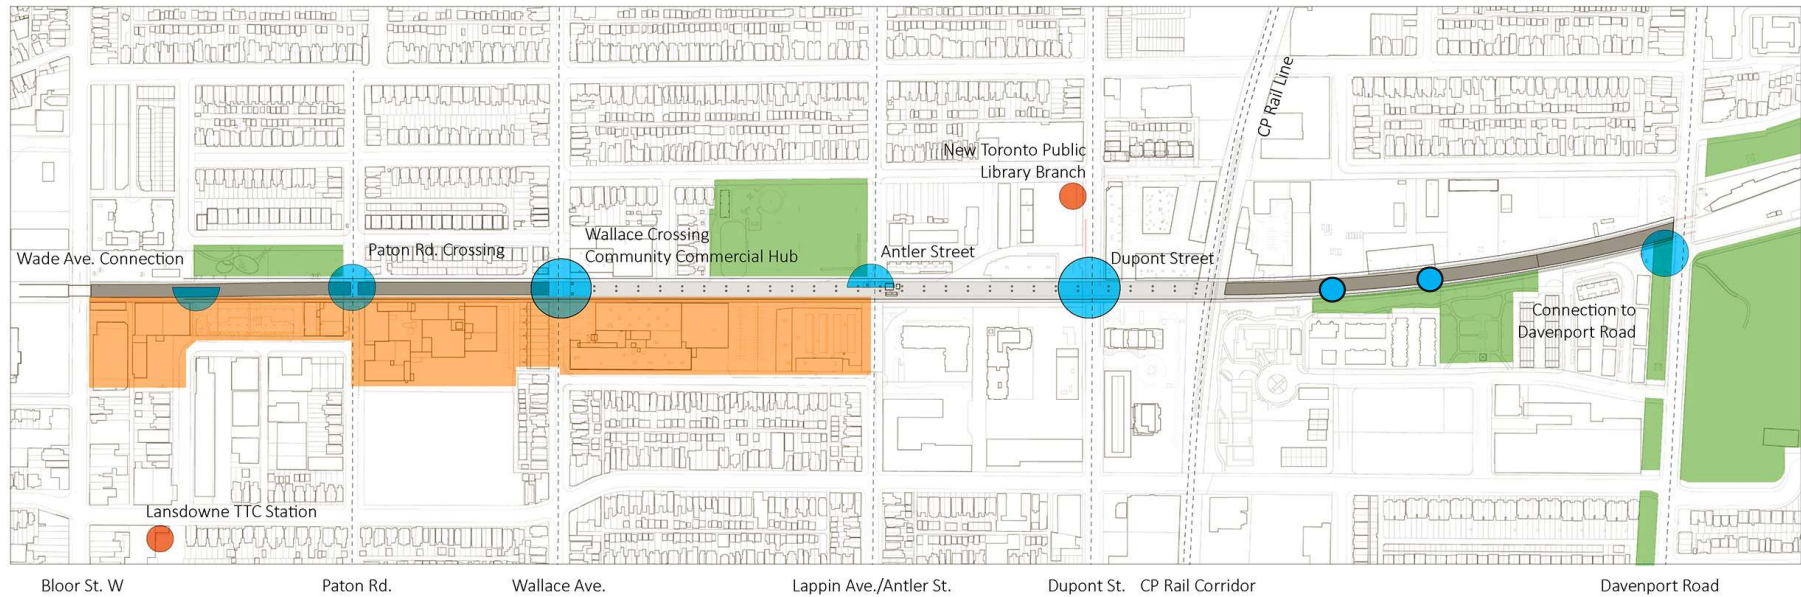 CP Rail Line
New Toronto Public
Library Branch
Wade Ave. Connection
Paton Rd. Crossing
Wallace Crossing
Community Commercial Hub
Antler Street
Dupont Street
Connection to
Davenport Road
Lansdowne TTC Station
Bloor St. W
Paton Rd.
Wallace Ave.
Lappin Ave./Antler St.
Dupont St.
CP Rail Corridor
Davenport Road